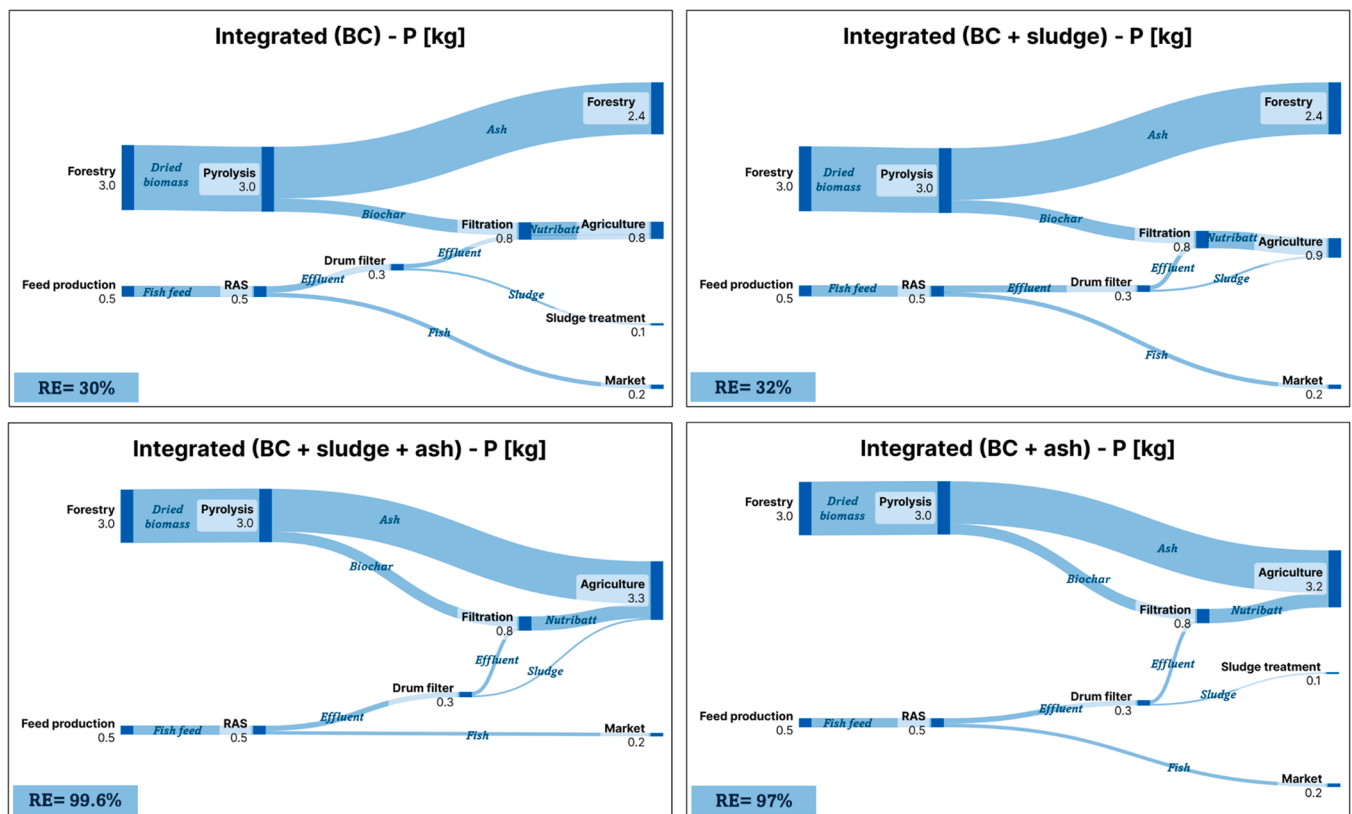 Integrated (BC) - P [kg]
Forestry
2.4
Ash
Forestry
3.0
Dried
biomass
Pyrolysis
3.0
Biochar
Filtration
0.8
Nutribatt
Agriculture
0.8
Effluent
Drum filter
0.3
Effluent
Feed production
0.5
Fish feed
RAS
0.5
Sludge
Sludge treatment
0.1
Fish
Market
0.2
RE= 30%
Integrated (BC + sludge) - P [kg]
Forestry
2.4
Ash
Forestry
3.0
Dried
biomass
Pyrolysis
3.0
Biochar
Filtration
0.8
Nutribatt
Agriculture
0.9
Effluent
Sludge
Drum filter
0.3
Effluent
Feed production
0.5
Fish feed
RAS
0.5
Fish
Market
0.2
RE= 32%
Integrated (BC + sludge + ash) - P [kg]
Forestry
3.0
Dried
biomass
Pyrolysis
3.0
Ash
Biochar
Agriculture
3.3
Filtration
0.8
Nutribatt
Effluent
Sludge
Drum filter
0.3
Effluent
Feed production
0.5
Fish feed
RAS
0.5
Fish
Market
0.2
RE= 99.6%
Integrated (BC + ash) - P [kg]
Forestry
3.0
Dried
biomass
Pyrolysis
3.0
Ash
Biochar
Agriculture
3.2
Filtration
0.8
Nutribatt
Effluent
Sludge treatment
0.1
Sludge
Drum filter
0.3
Effluent
Feed production
0.5
Fish feed
RAS
0.5
Fish
Market
0.2
RE= 97%